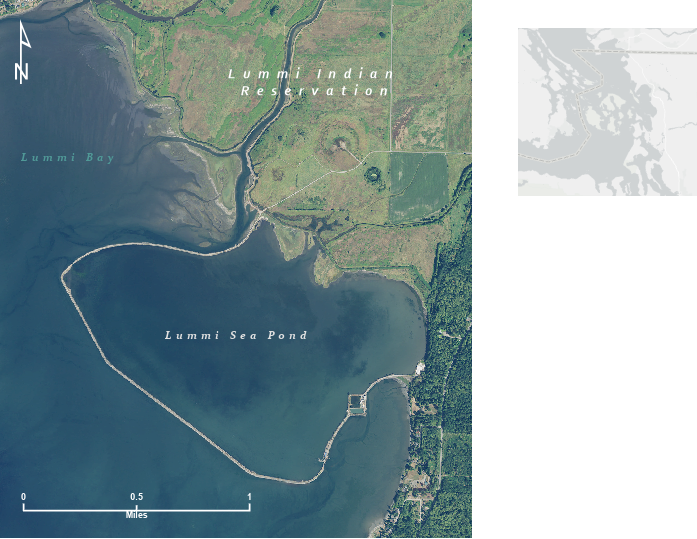 Lummi Indian
Reservation
N
Lummi Bay
Lummi Sea Pond
0 0.5 1
Miles